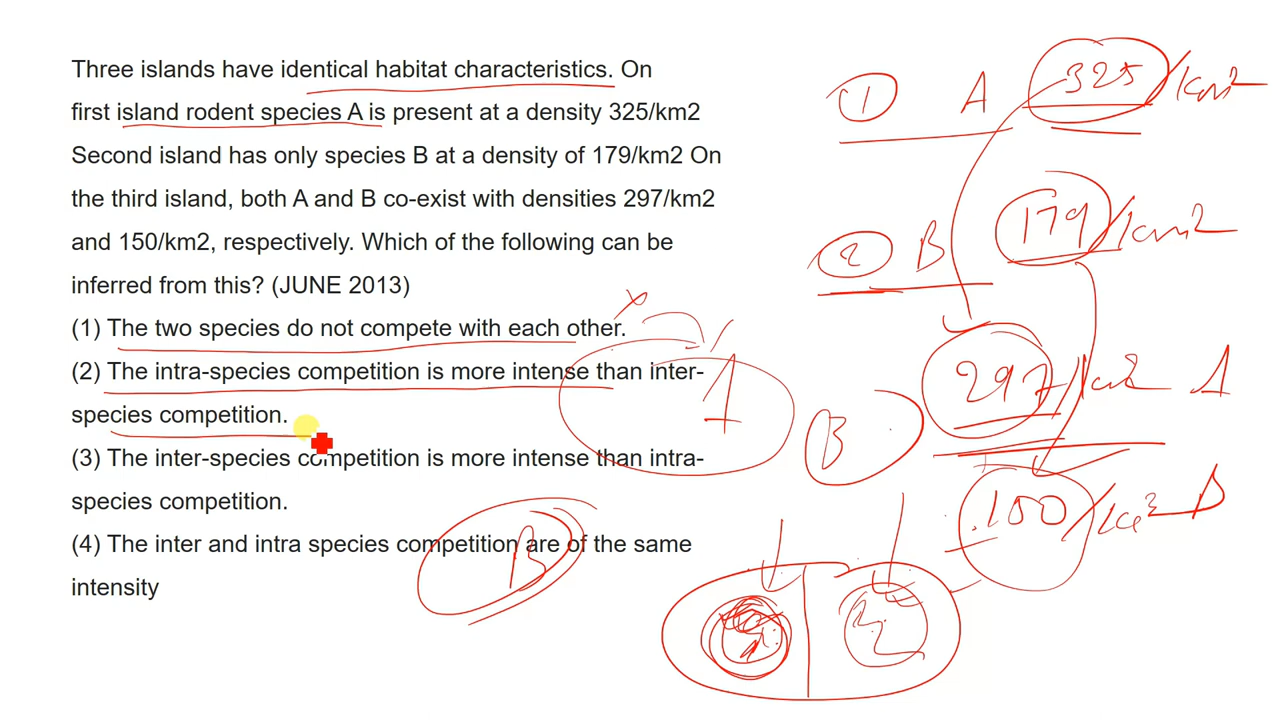 Three islands have identical habitat characteristics. On
first island rodent species A is present at a density 325/km2
Second island has only species B at a density of 179/km2 On
the third island, both A and B co-exist with densities 297/km2
and 150/km2, respectively. Which of the following can be
inferred from this? (JUNE 2013)
(1) The two species do not compete with each other.
(2) The intra-species competition is more intense than inter-
species competition.
(3) The inter-species competition is more intense than intra-
species competition.
(4) The inter and intra species competition are of the same
intensity
1 A 325/km2
2 B 179/km2
297/km2 A
B
B